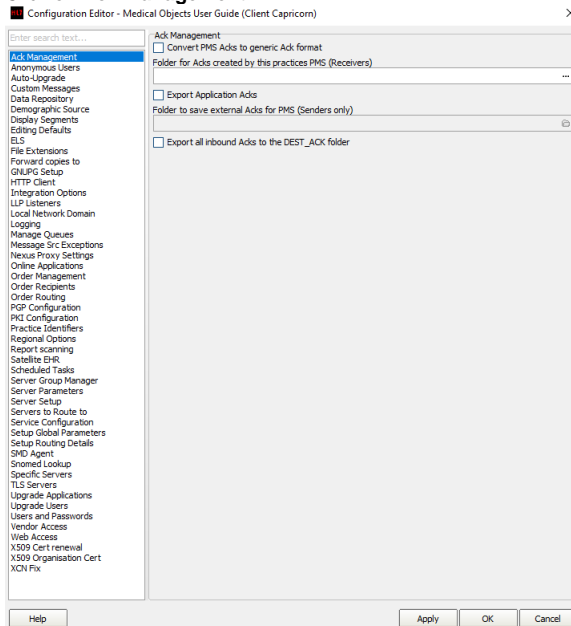 Configuration Editor - Medical Objects User Guide (Client Capricorn)
Enter search text...
Ack Management
Anonymous Users
Auto-Upgrade
Custom Messages
Data Repository
Demographic Source
Display Segments
Editing Defaults
ELS
File Extensions
Forward copies to
GNUPG Setup
HTTP Client
Integration Options
LLP Listeners
Local Network Domain
Logging
Manage Queues
Message Src Exceptions
Nexus Proxy Settings
Online Applications
Order Management
Order Recipients
Order Routing
PGP Configuration
PKI Configuration
Practice Identifiers
Regional Options
Report scanning
Satellite EHR
Scheduled Tasks
Server Group Manager
Server Parameters
Server Setup
Servers to Route to
Service Configuration
Setup Global Parameters
Setup Routing Details
SMD Agent
Snomed Lookup
Specific Servers
TLS Servers
Upgrade Applications
Upgrade Users
Users and Passwords
Vendor Access
Web Access
X509 Cert renewal
X509 Organisation Cert
XCN Fix
Ack Management
Convert PMS Acks to generic Ack format
Folder for Acks created by this practices PMS (Receivers)
...
Export Application Acks
Folder to save external Acks for PMS (Senders only)
Export all inbound Acks to the DEST_ACK folder
Help
Apply
OK
Cancel